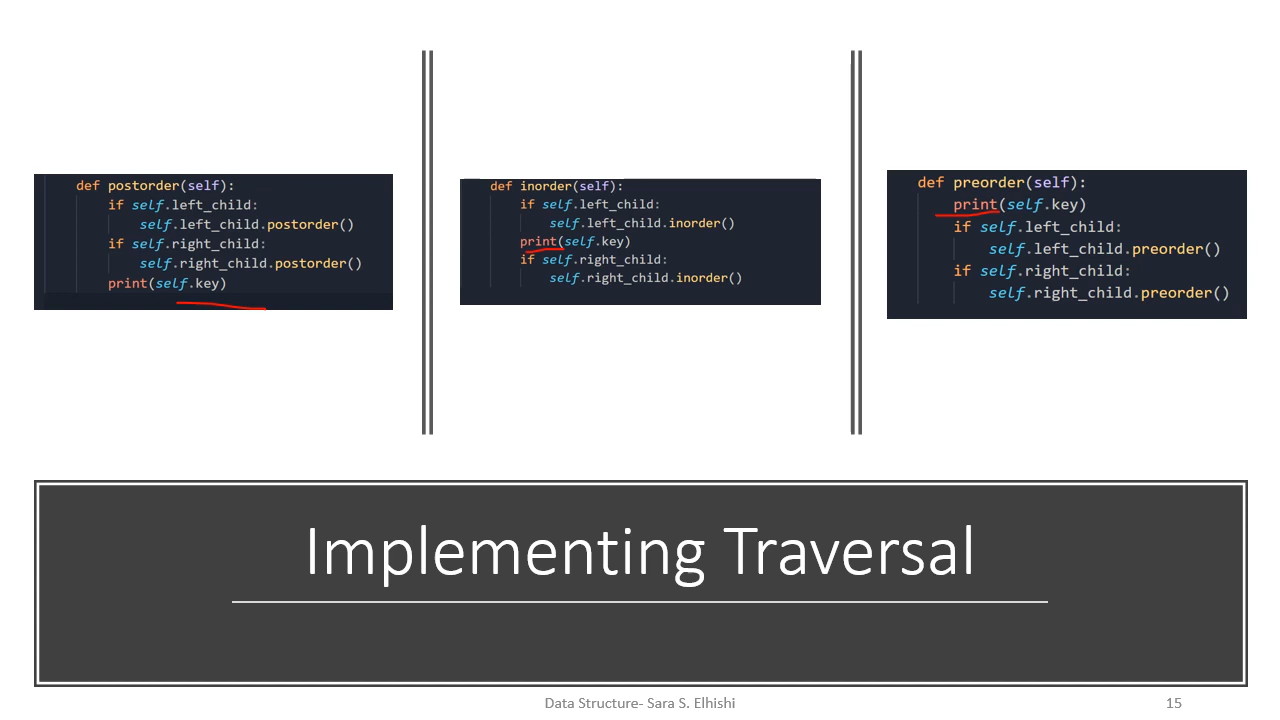 def postorder(self):
if self.left_child:
self.left_child.postorder()
if self.right_child:
self.right_child.postorder()
print(self.key)
def inorder(self):
if self.left_child:
self.left_child.inorder()
print(self.key)
if self.right_child:
self.right_child.inorder()
def preorder(self):
print(self.key)
if self.left_child:
self.left_child.preorder()
if self.right_child:
self.right_child.preorder()
Implementing Traversal
Data Structure- Sara S. Elhishi
15